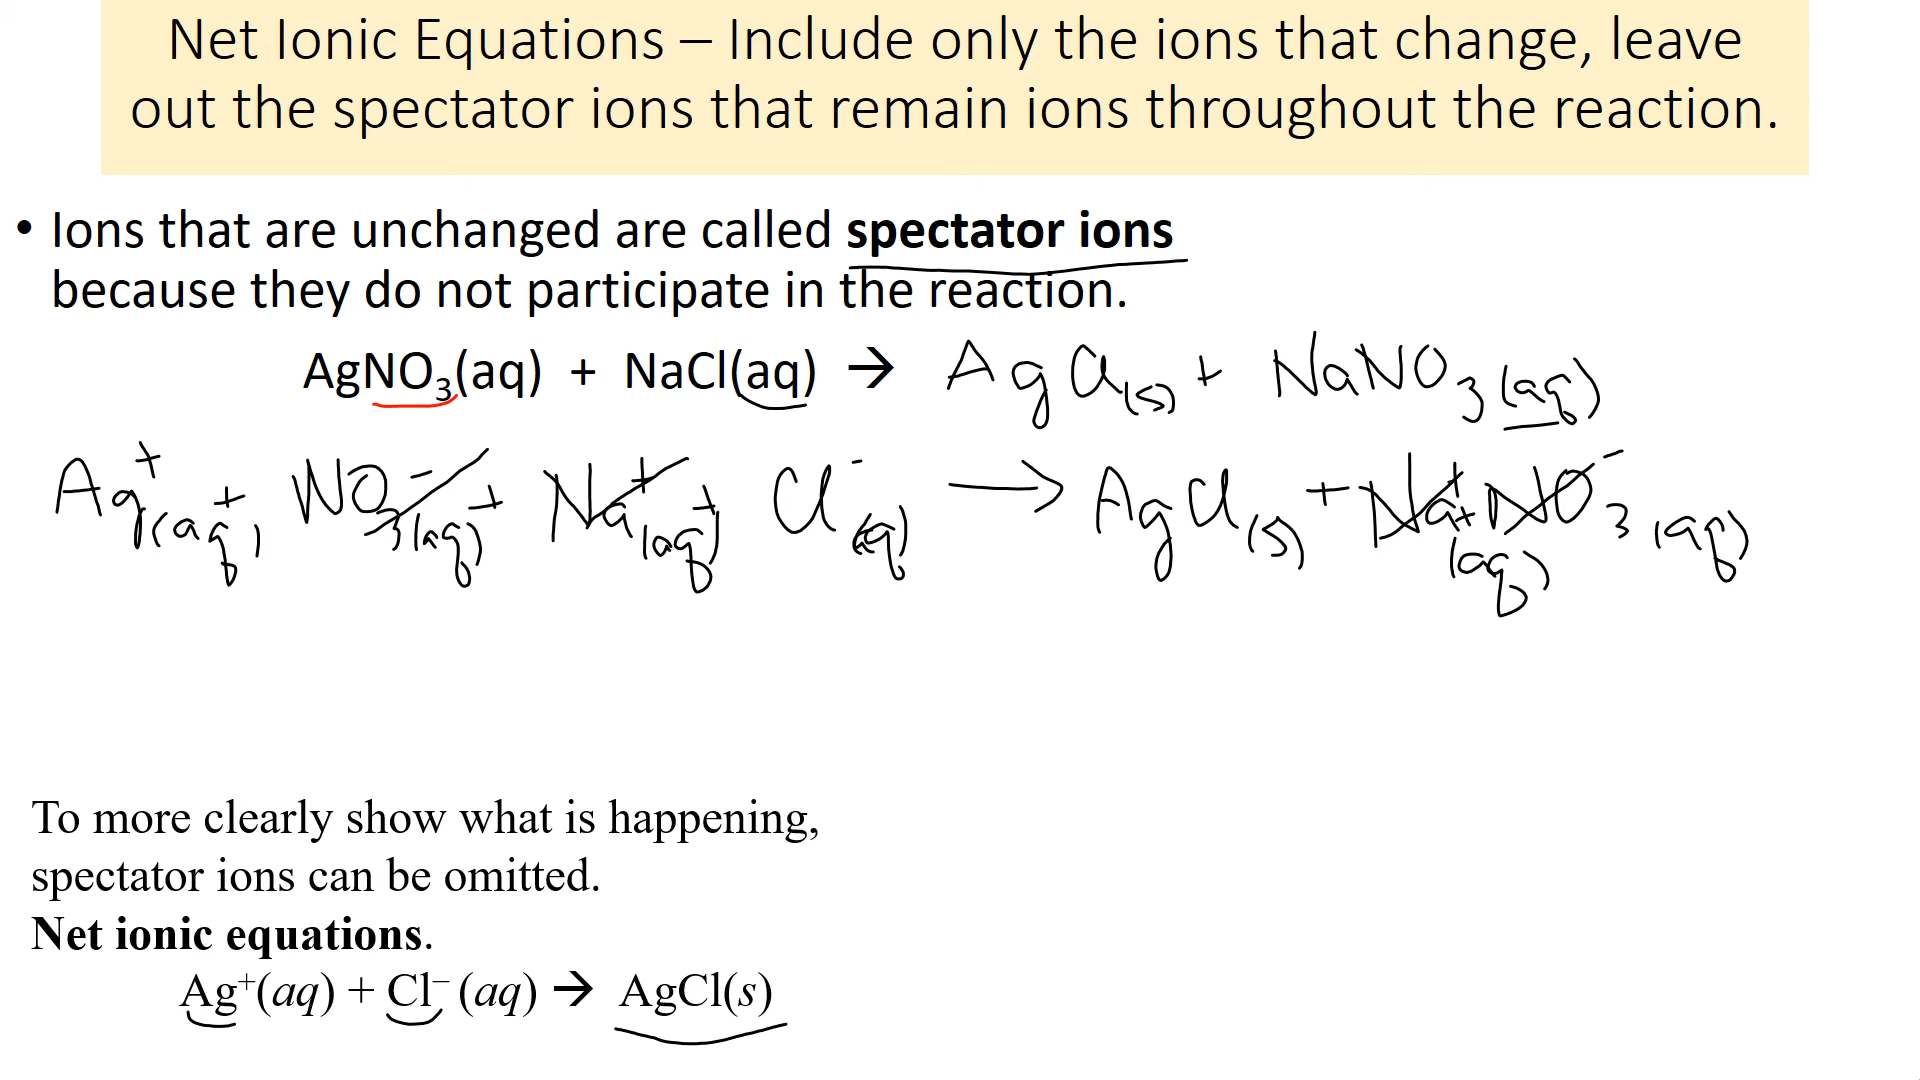 Net Ionic Equations – Include only the ions that change, leave
out the spectator ions that remain ions throughout the reaction.
• Ions that are unchanged are called spectator ions
because they do not participate in the reaction.
AgNO₃(aq) + NaCl(aq) → AgCl(s) + NaNO₃(aq)
Ag⁺(aq) + NO₃⁻(aq) + Na⁺(aq) + Cl⁻(aq) → AgCl(s) + Na⁺(aq) + NO₃⁻(aq)
To more clearly show what is happening,
spectator ions can be omitted.
Net ionic equations.
Ag⁺(aq) + Cl⁻ (aq) → AgCl(s)